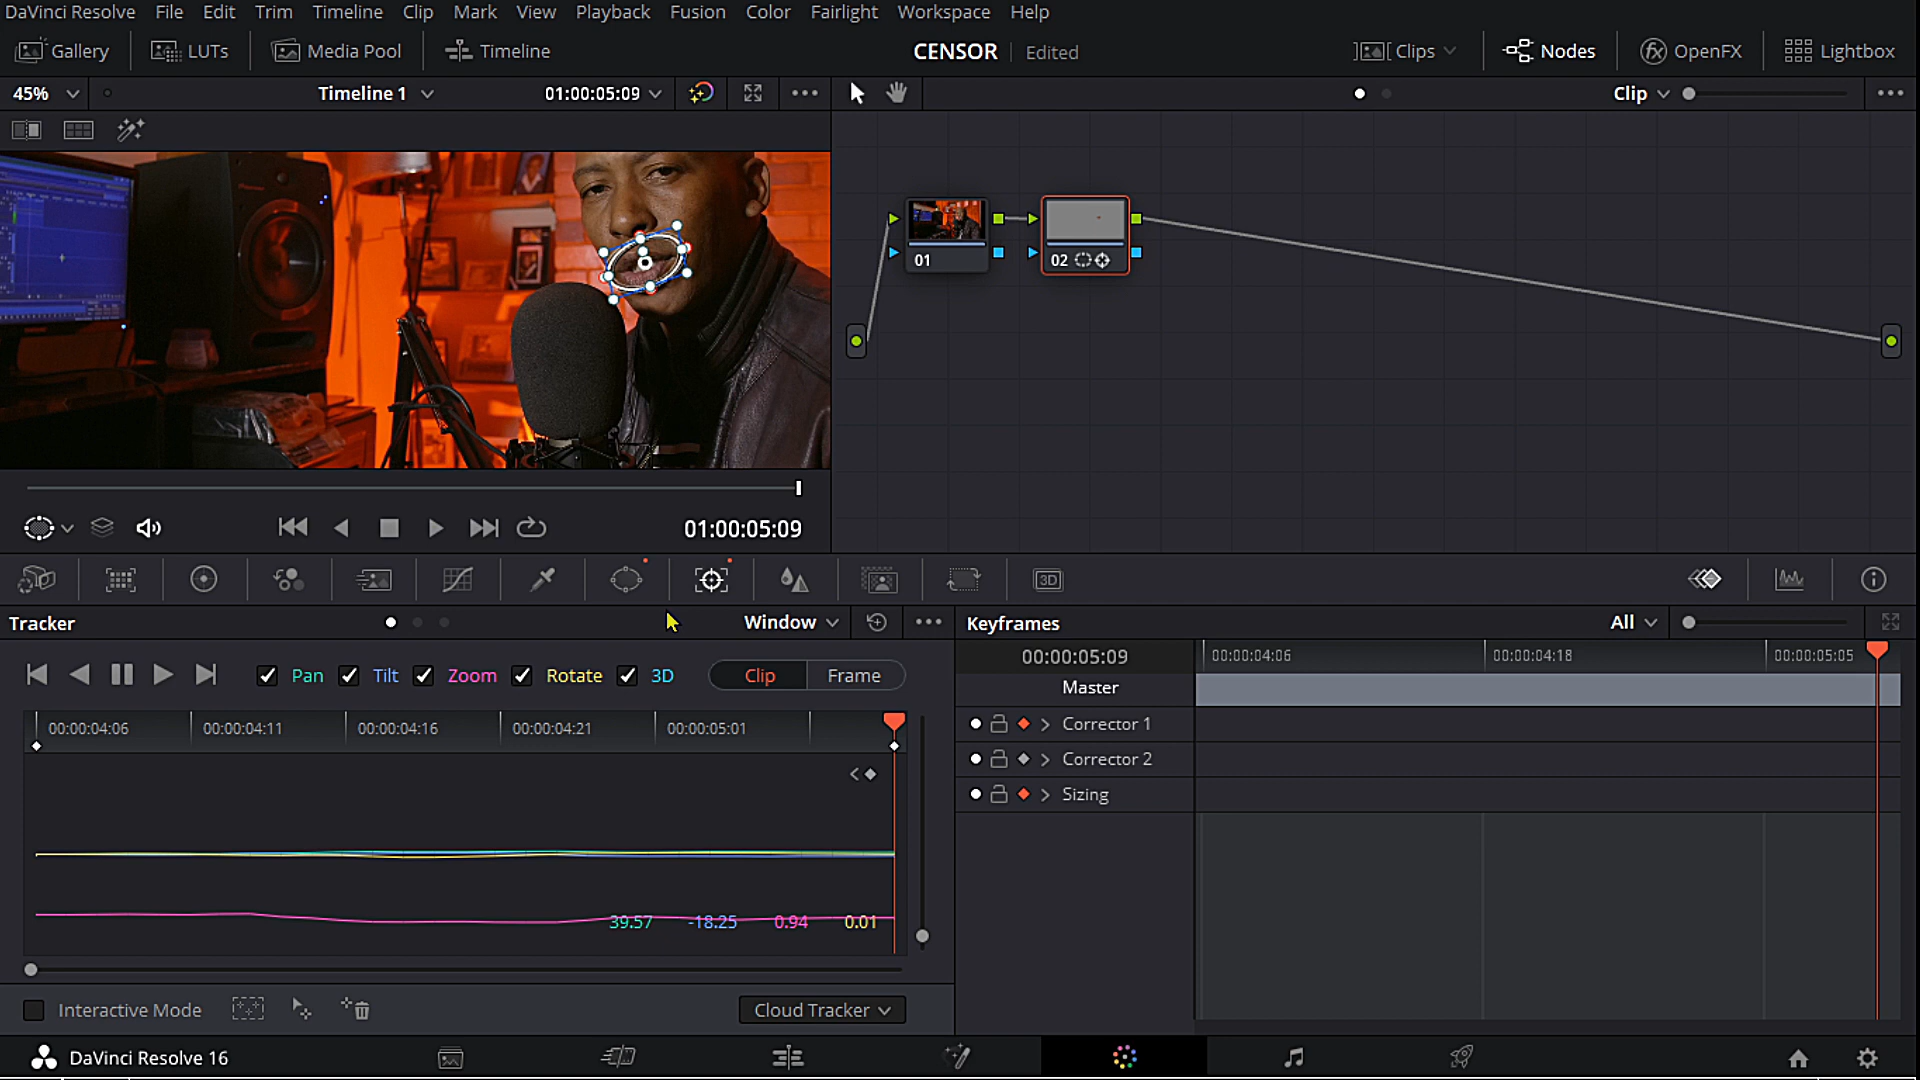 DaVinci Resolve File Edit Trim Timeline Clip Mark View Playback Fusion Color Fairlight Workspace Help
Gallery LUTs Media Pool Timeline CENSOR Edited Clips Nodes OpenFX Lightbox
45% Timeline 1 01:00:05:09 Clip
01 02
01:00:05:09
3D
Tracker Window Keyframes All
Pan Tilt Zoom Rotate 3D Clip Frame
00:00:05:09 00:00:04:06 00:00:04:18 00:00:05:05
Master
Corrector 1
Corrector 2
Sizing
00:00:04:06 00:00:04:11 00:00:04:16 00:00:04:21 00:00:05:01
39.57 -18.25 0.94 0.01
Interactive Mode Cloud Tracker
DaVinci Resolve 16